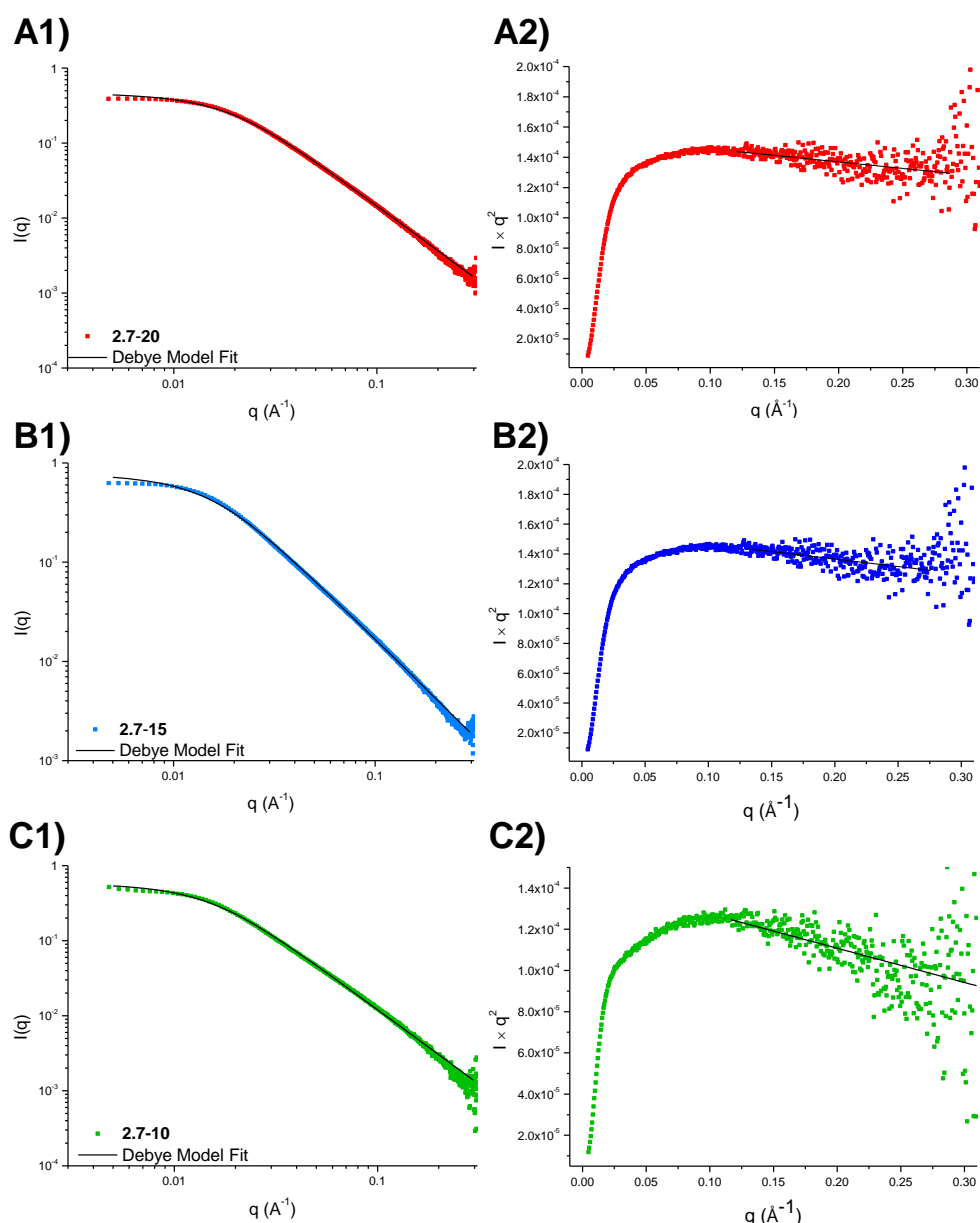 A1)
1
10⁻¹
10⁻²
10⁻³
10⁻⁴
I(q)
2.7-20
Debye Model Fit
0.01
0.1
q (A⁻¹)
A2)
2.0x10⁻⁴
1.8x10⁻⁴
1.6x10⁻⁴
1.4x10⁻⁴
1.2x10⁻⁴
1.0x10⁻⁴
8.0x10⁻⁵
6.0x10⁻⁵
4.0x10⁻⁵
2.0x10⁻⁵
I × q²
0.00 0.05 0.10 0.15 0.20 0.25 0.30
q (Å⁻¹)
B1)
1
10⁻¹
10⁻²
10⁻³
I(q)
2.7-15
Debye Model Fit
0.01
0.1
q (A⁻¹)
B2)
2.0x10⁻⁴
1.8x10⁻⁴
1.6x10⁻⁴
1.4x10⁻⁴
1.2x10⁻⁴
1.0x10⁻⁴
8.0x10⁻⁵
6.0x10⁻⁵
4.0x10⁻⁵
2.0x10⁻⁵
I × q²
0.00 0.05 0.10 0.15 0.20 0.25 0.30
q (Å⁻¹)
C1)
1
10⁻¹
10⁻²
10⁻³
10⁻⁴
I(q)
2.7-10
Debye Model Fit
0.01
0.1
q (A⁻¹)
C2)
1.4x10⁻⁴
1.2x10⁻⁴
1.0x10⁻⁴
8.0x10⁻⁵
6.0x10⁻⁵
4.0x10⁻⁵
2.0x10⁻⁵
I × q²
0.00 0.05 0.10 0.15 0.20 0.25 0.30
q (Å⁻¹)